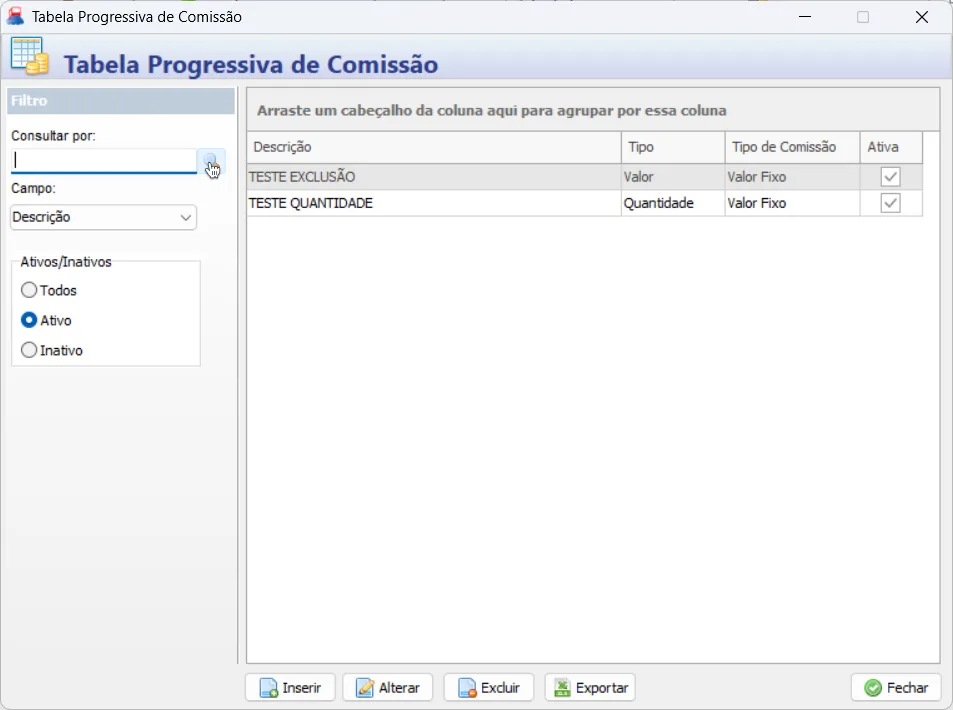 Tabela Progressiva de Comissão
Tabela Progressiva de Comissão
Filtro
Consultar por:
Campo:
Descrição
Ativos/Inativos
Todos
Ativo
Inativo
Arraste um cabeçalho da coluna aqui para agrupar por essa coluna
Descrição Tipo Tipo de Comissão Ativa
TESTE EXCLUSÃO Valor Valor Fixo
TESTE QUANTIDADE Quantidade Valor Fixo
Inserir Alterar Excluir Exportar Fechar